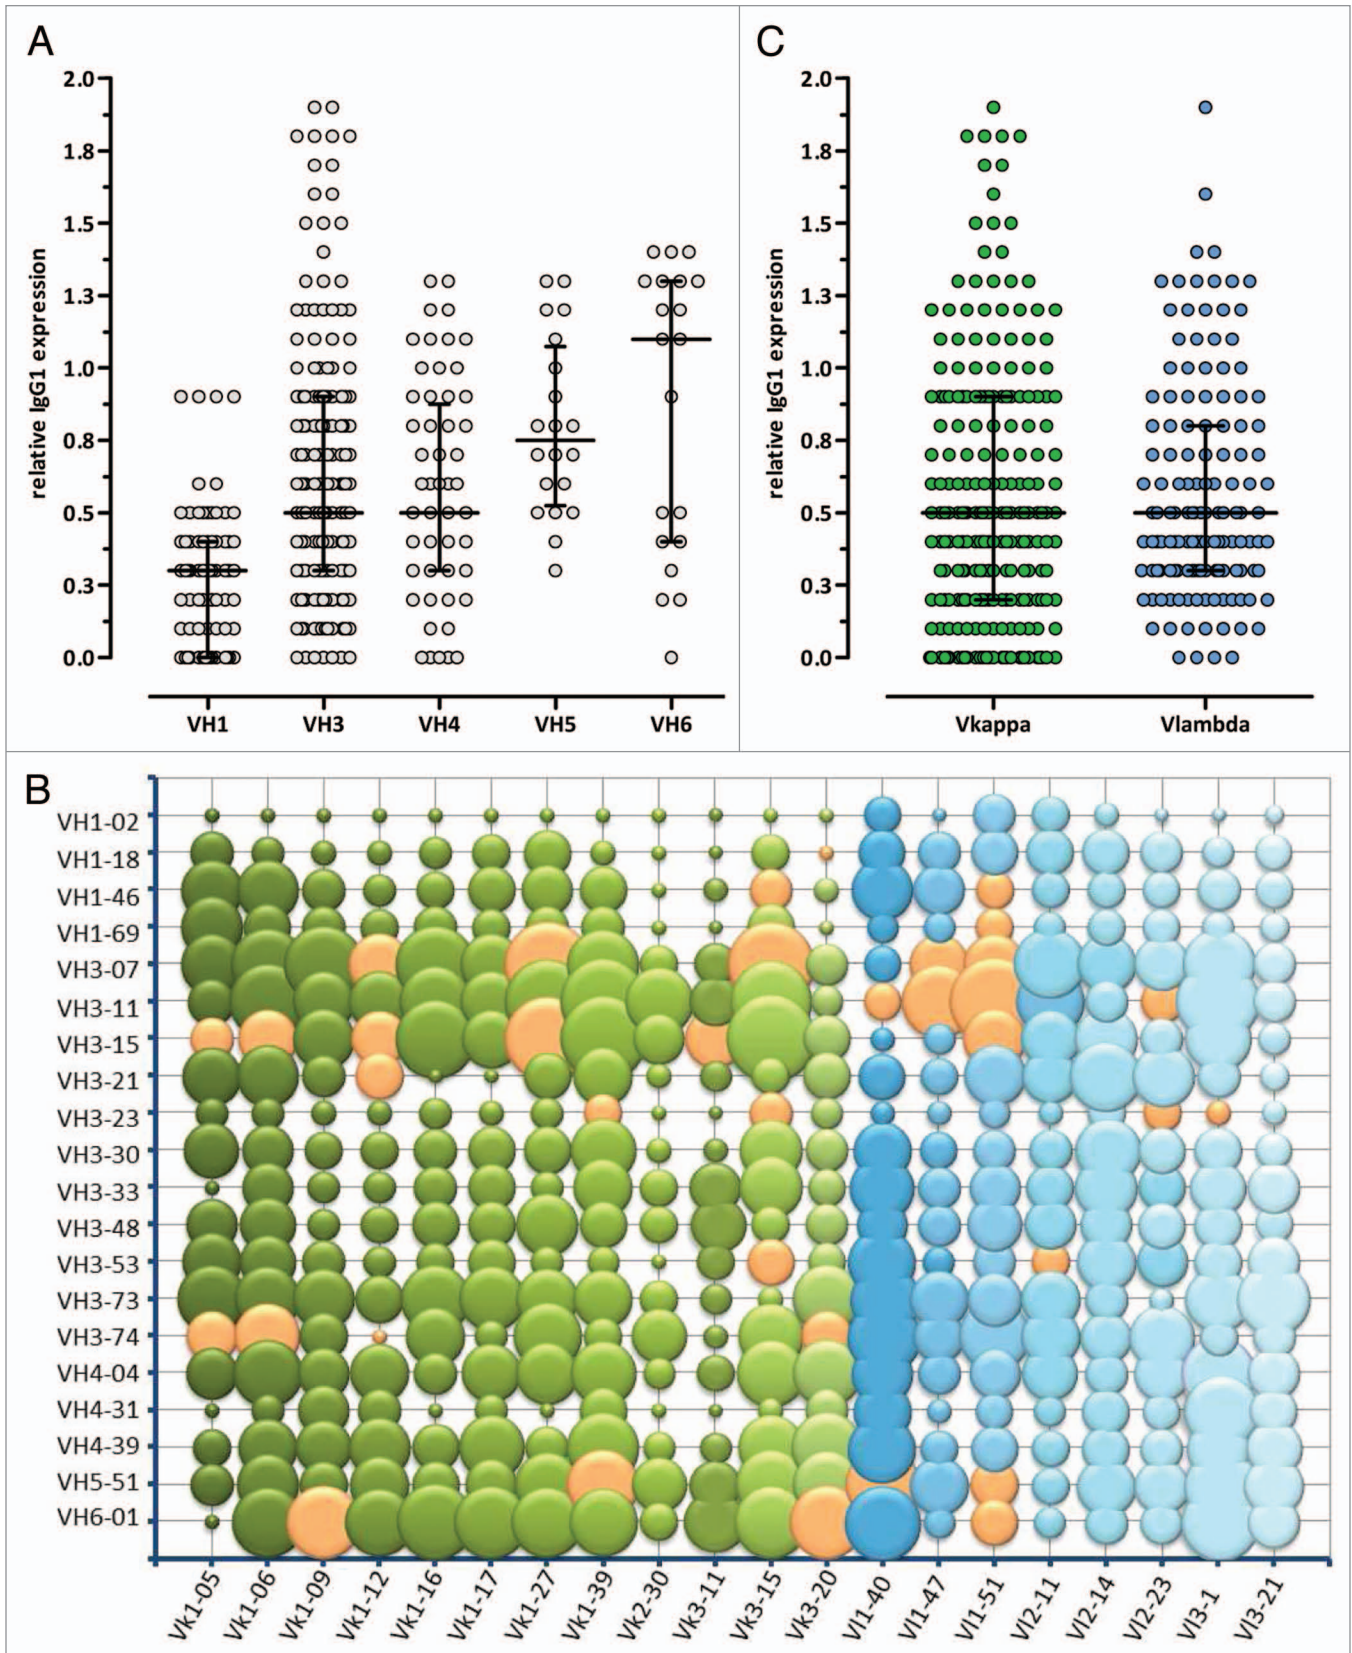 A
2.0
1.8
1.5
1.3
1.0
0.8
0.5
0.3
0.0
relative IgG1 expression
VH1 VH3 VH4 VH5 VH6
C
2.0
1.8
1.5
1.3
1.0
0.8
0.5
0.3
0.0
relative IgG1 expression
Vkappa Vlambda
B
VH1-02
VH1-18
VH1-46
VH1-69
VH3-07
VH3-11
VH3-15
VH3-21
VH3-23
VH3-30
VH3-33
VH3-48
VH3-53
VH3-73
VH3-74
VH4-04
VH4-31
VH4-39
VH5-51
VH6-01
Vk1-05 Vk1-06 Vk1-09 Vk1-12 Vk1-16 Vk1-17 Vk1-27 Vk1-39 Vk2-30 Vk3-11 Vk3-15 Vk3-20 Vl1-40 Vl1-47 Vl1-51 Vl2-11 Vl2-14 Vl2-23 Vl3-1 Vl3-21